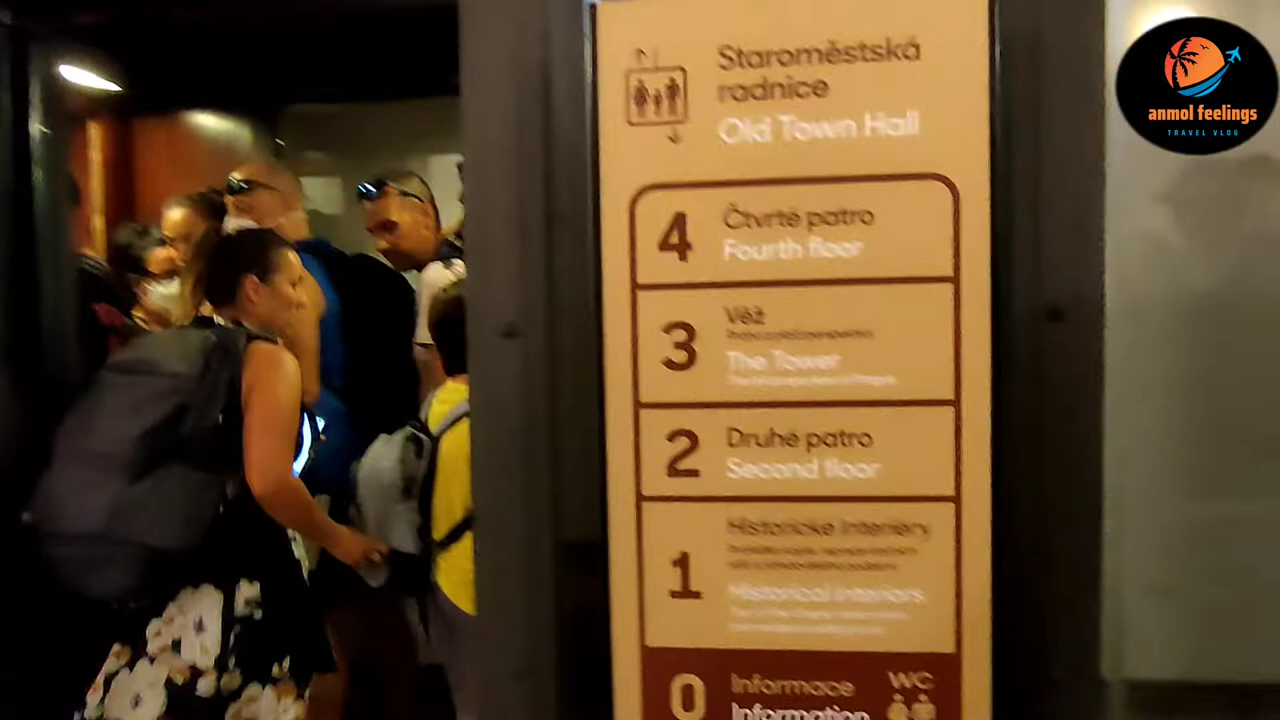 Staroměstská
radnice
Old Town Hall
4
Čtvrté patro
Fourth floor
3
Věž
The Tower
2
Druhé patro
Second floor
1
Historické interiéry
Historical interiors
0
Informace
Information
WC
anmol feelings
TRAVEL VLOG